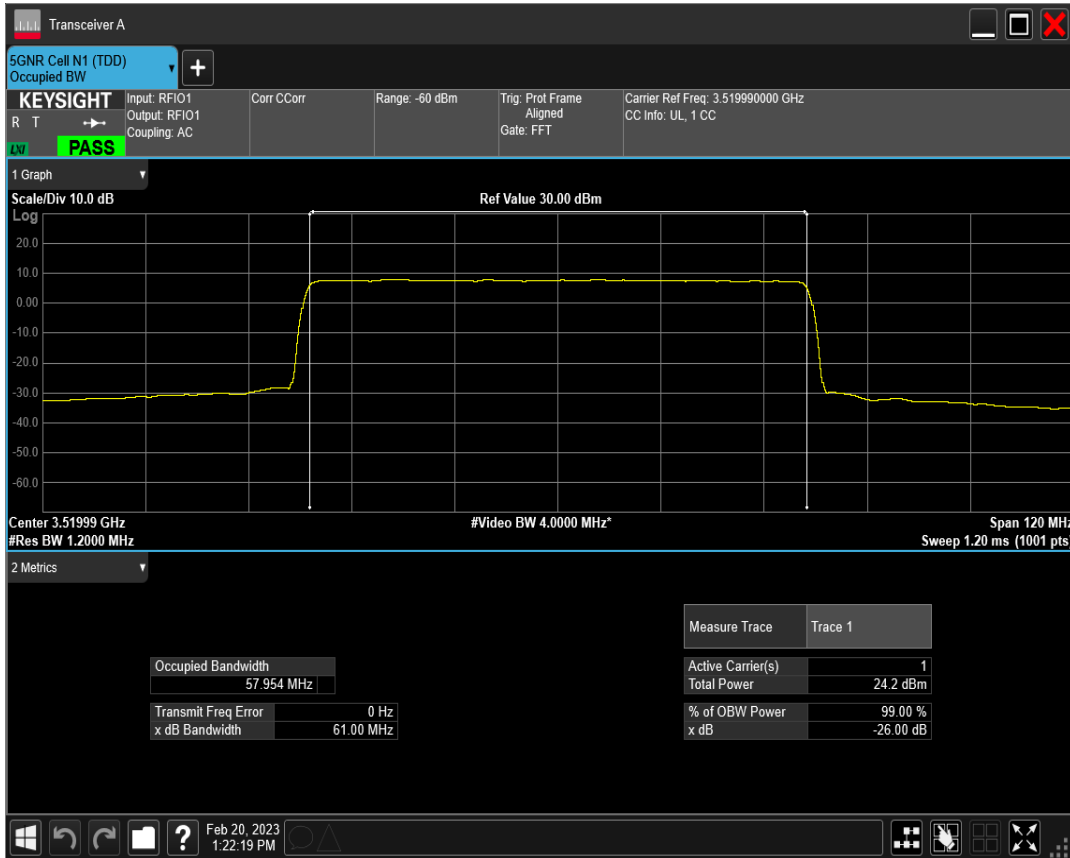 Transceiver A
5GNR Cell N1 (TDD)
Occupied BW
+
KEYSIGHT
R T
LXI
PASS
Input: RFIO1
Output: RFIO1
Coupling: AC
Corr CCorr
Range: -60 dBm
Trig: Prot Frame
Aligned
Gate: FFT
Carrier Ref Freq: 3.519990000 GHz
CC Info: UL, 1 CC
1 Graph
Scale/Div 10.0 dB
Ref Value 30.00 dBm
Log
20.0
10.0
0.00
-10.0
-20.0
-30.0
-40.0
-50.0
-60.0
Center 3.51999 GHz
#Video BW 4.0000 MHz*
Span 120 MHz
#Res BW 1.2000 MHz
Sweep 1.20 ms (1001 pts)
2 Metrics
Measure Trace Trace 1
Occupied Bandwidth
57.954 MHz
Active Carrier(s) 1
Total Power 24.2 dBm
Transmit Freq Error 0 Hz
x dB Bandwidth 61.00 MHz
% of OBW Power 99.00 %
x dB -26.00 dB
?
Feb 20, 2023
1:22:19 PM